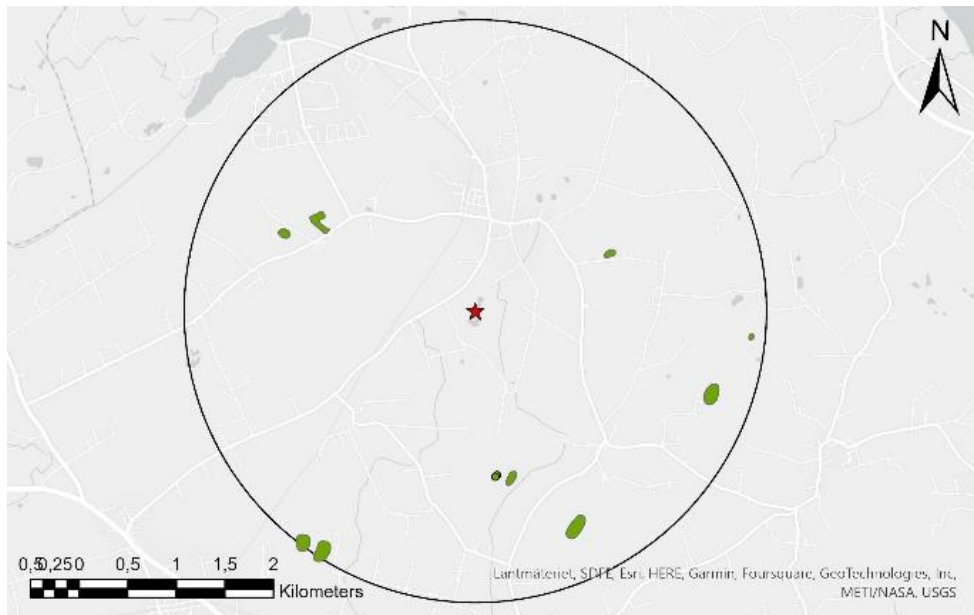 N
0,5 0,25 0 0,5 1 1,5 2
Kilometers
Lantmäteriet, SDFE, Esri, HERE, Garmin, Foursquare, GeoTechnologies, Inc,
METI/NASA, USGS